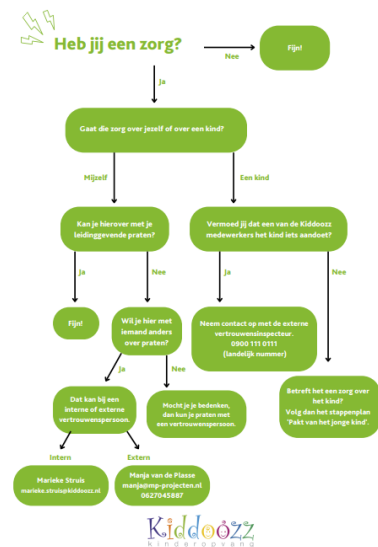 Heb jij een zorg?
Nee
Fijn!
Ja
Gaat die zorg over jezelf of over een kind?
Mijzelf
Een kind
Kan je hierover met je
leidinggevende praten?
Vermoed jij dat een van de Kiddoozz
medewerkers het kind iets aandoet?
Ja
Nee
Ja
Nee
Fijn!
Wil je hier met
iemand anders
over praten?
Neem contact op met de externe
vertrouwensinspecteur.
0900 111 0111
(landelijk nummer)
Ja
Nee
Betreft het een zorg over
het kind?
Volg dan het stappenplan
'Pakt van het jonge kind'.
Dat kan bij een
interne of externe
vertrouwenspersoon.
Mocht je je bedenken,
dan kun je praten met
een vertrouwenspersoon.
Intern
Extern
Marieke Struis
marieke.struis@kiddoozz.nl
Manja van de Plasse
manja@mp-projecten.nl
0627045887
Kiddoozz
kinderopvang